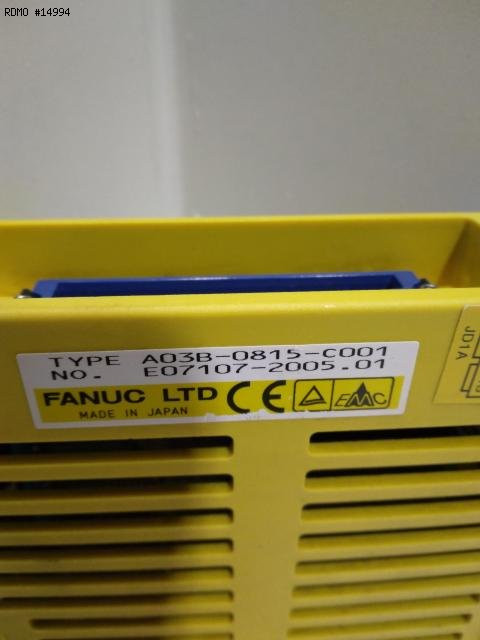 RDMO #14994
TYPE A03B-0815-C001
NO. E07107-2005.01
FANUC LTD CE EMC
MADE IN JAPAN
JD1A